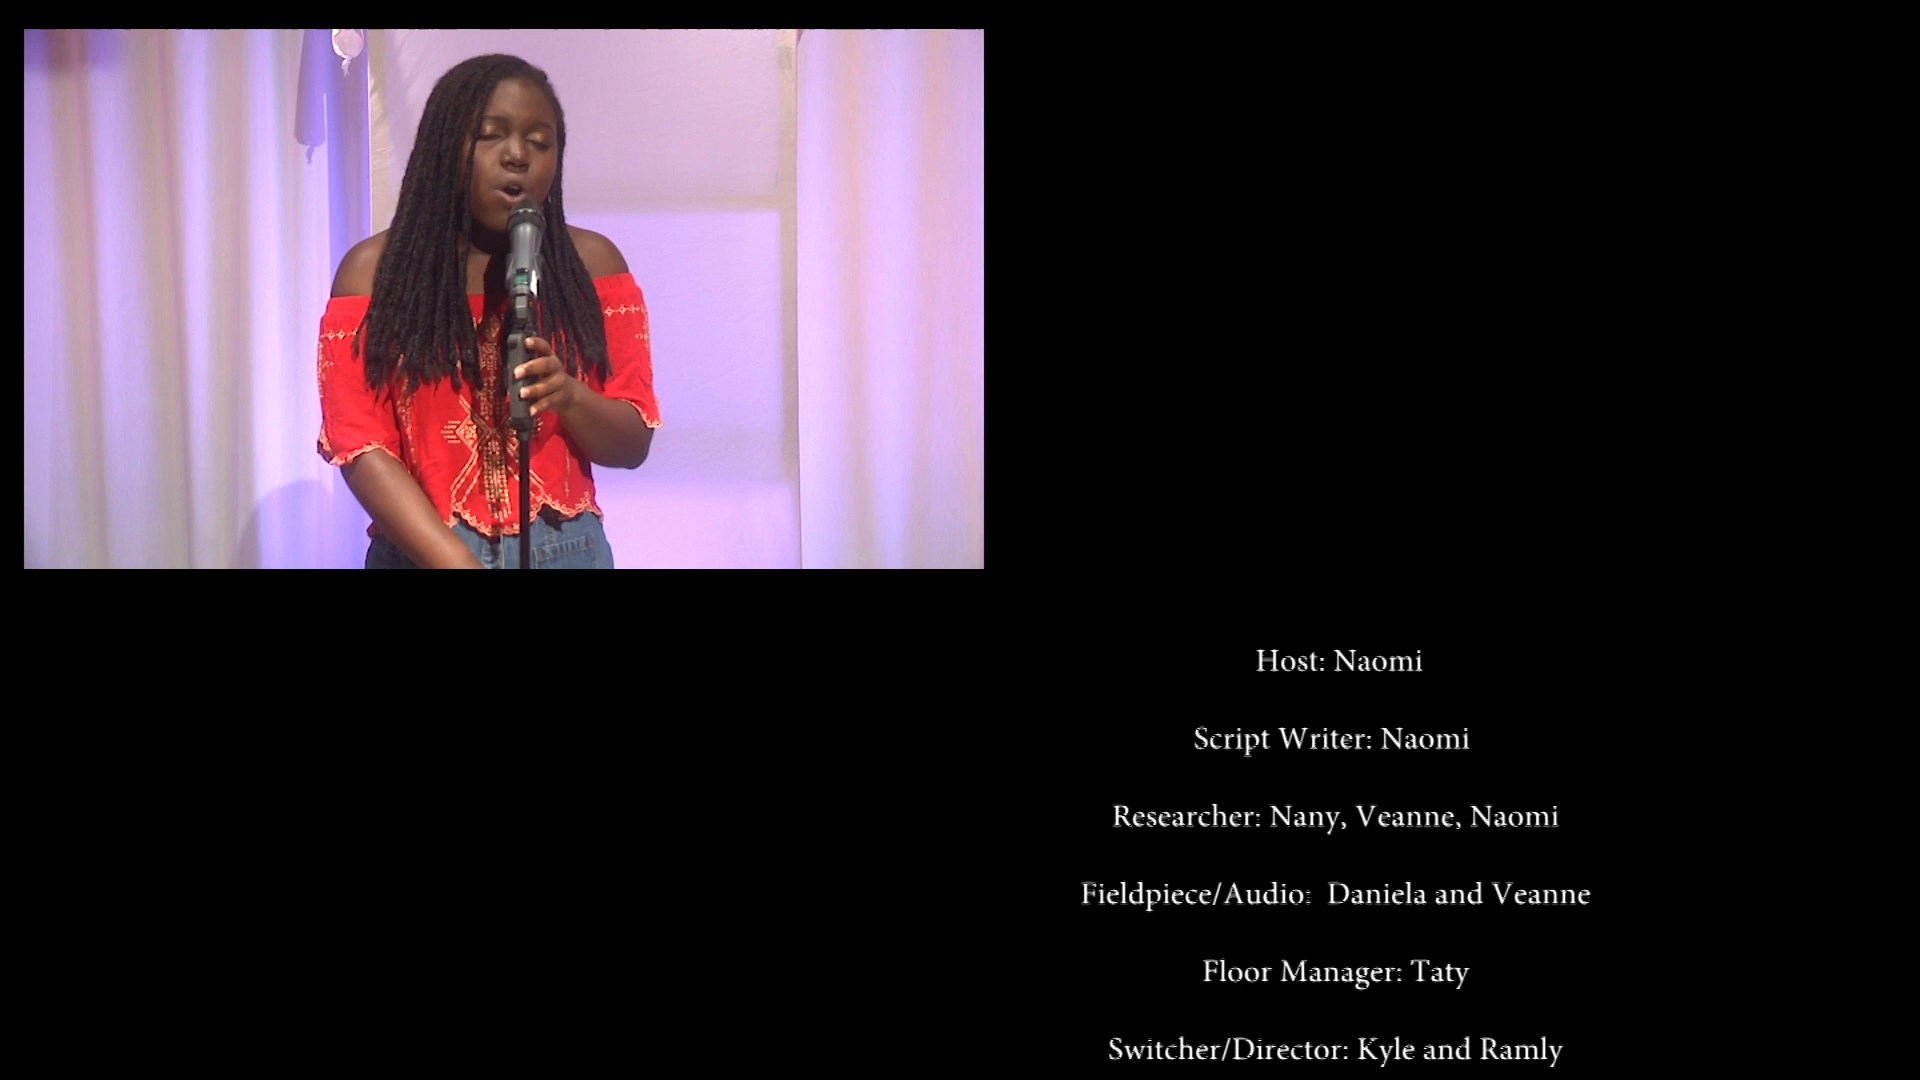 Host: Naomi
Script Writer: Naomi
Researcher: Nany, Veanne, Naomi
Fieldpiece/Audio:  Daniela and Veanne
Floor Manager: Taty
Switcher/Director: Kyle and Ramly